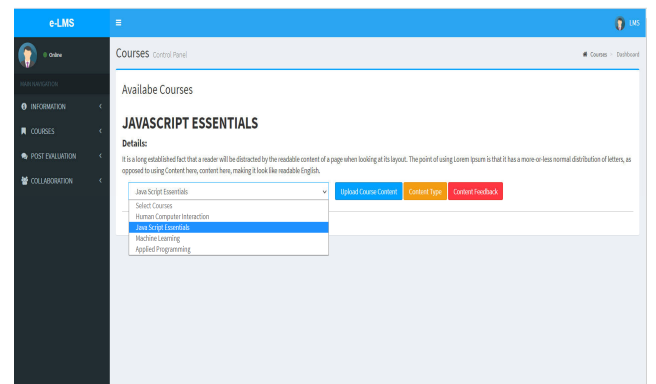 e-LMS
LMS
Online
Courses Control Panel
Courses > Dashboard
MAIN NAVIGATION
INFORMATION
COURSES
POST EVALUATION
COLLABORATION
Availabe Courses
JAVASCRIPT ESSENTIALS
Details:
It is a long established fact that a reader will be distracted by the readable content of a page when looking at its layout. The point of using Lorem Ipsum is that it has a more-or-less normal distribution of letters, as
opposed to using Content here, content here, making it look like readable English.
Java Script Essentials
Upload Course Content Content Type Content Feedback
Select Courses
Human Computer Interaction
Java Script Essentials
Machine Learning
Applied Programming